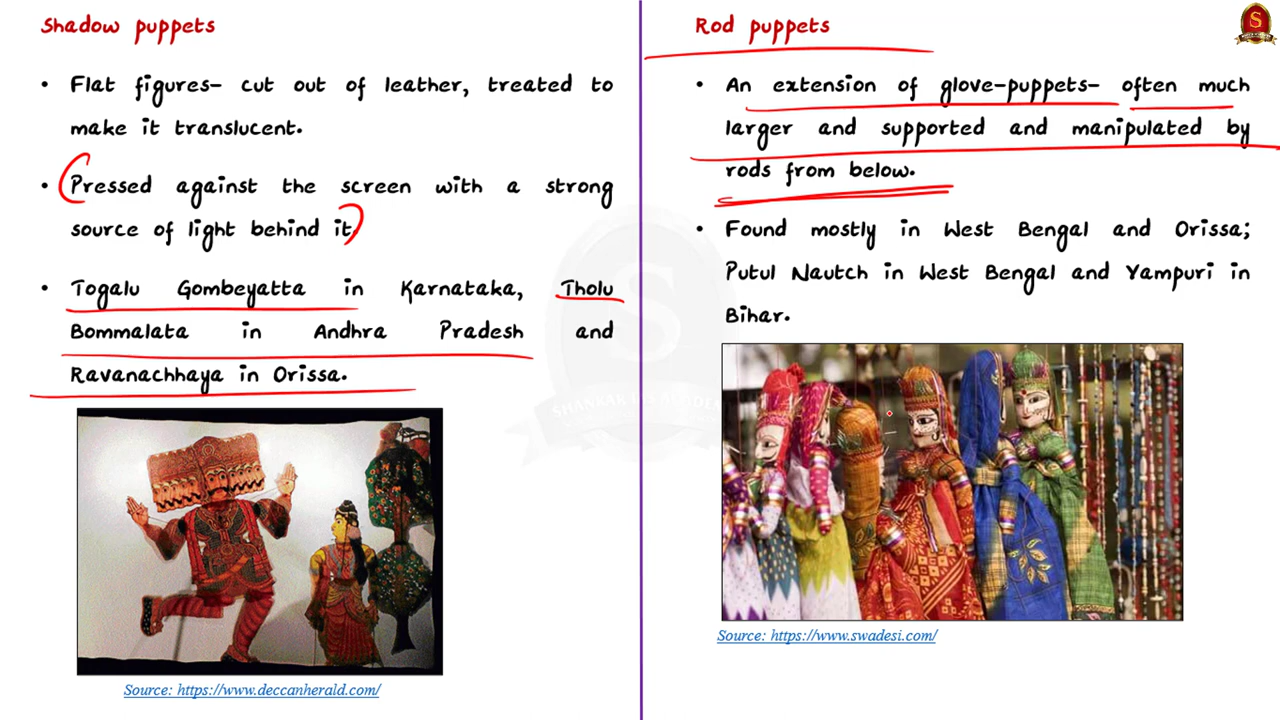 Shadow puppets
• Flat figures- cut out of leather, treated to
make it translucent.
• Pressed against the screen with a strong
source of light behind it.
• Togalu Gombeyatta in Karnataka, Tholu
Bommalata in Andhra Pradesh and
Ravanachhaya in Orissa.
Source: https://www.deccanherald.com/
Rod puppets
• An extension of glove-puppets- often much
larger and supported and manipulated by
rods from below.
• Found mostly in West Bengal and Orissa;
Putul Nautch in West Bengal and Yampuri in
Bihar.
Source: https://www.swadesi.com/
S
SHANKAR IAS ACADEMY